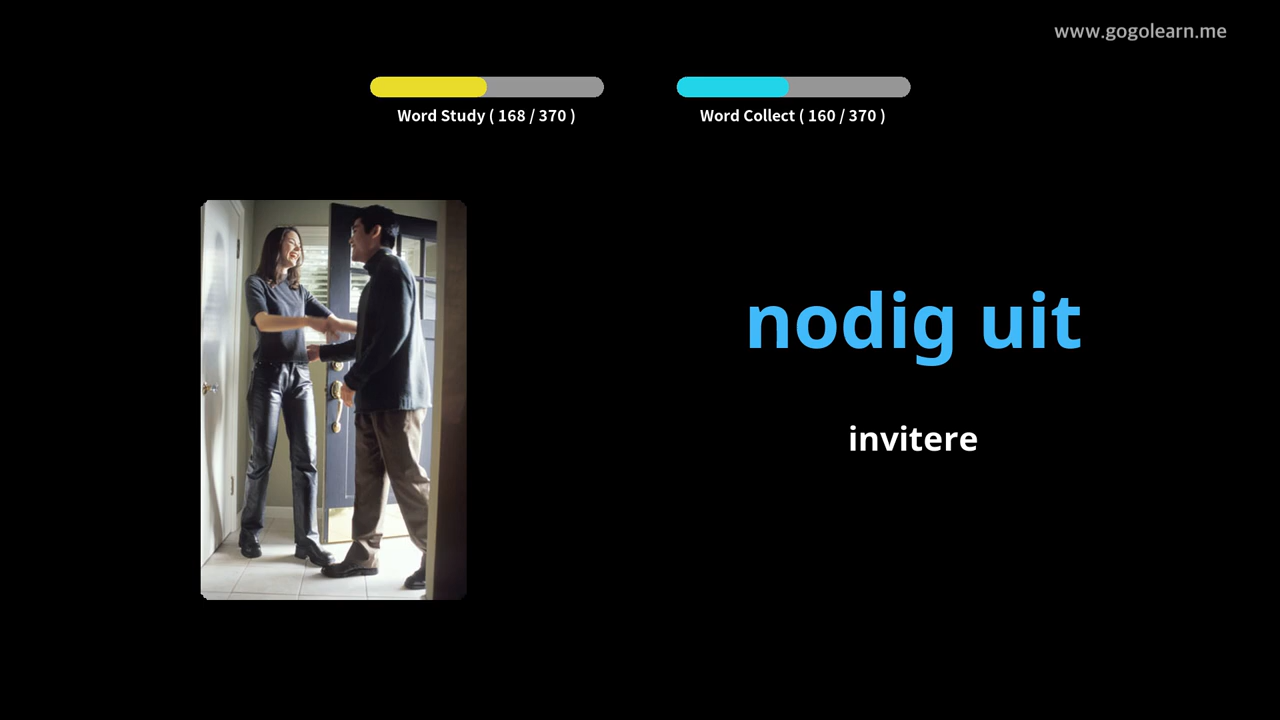 www.gogolearn.me
Word Study ( 168 / 370 )
Word Collect ( 160 / 370 )
nodig uit
invitere